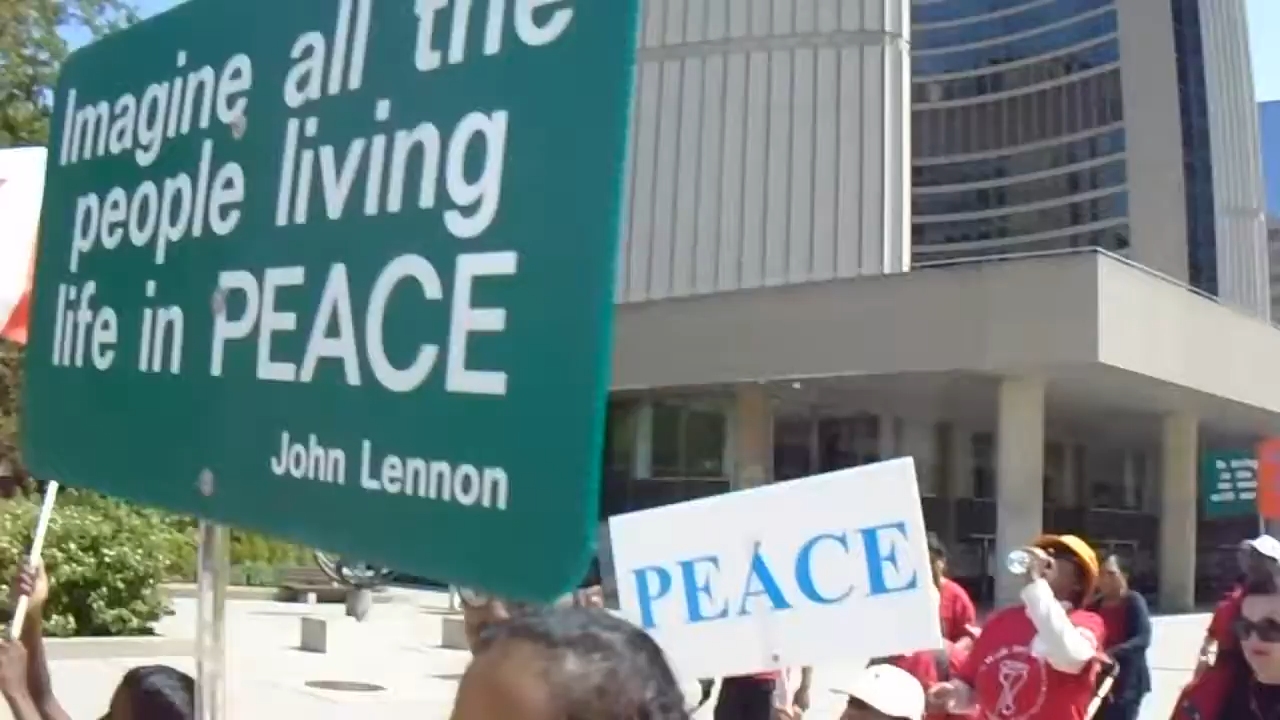 Imagine all the
people living
life in PEACE
John Lennon
PEACE